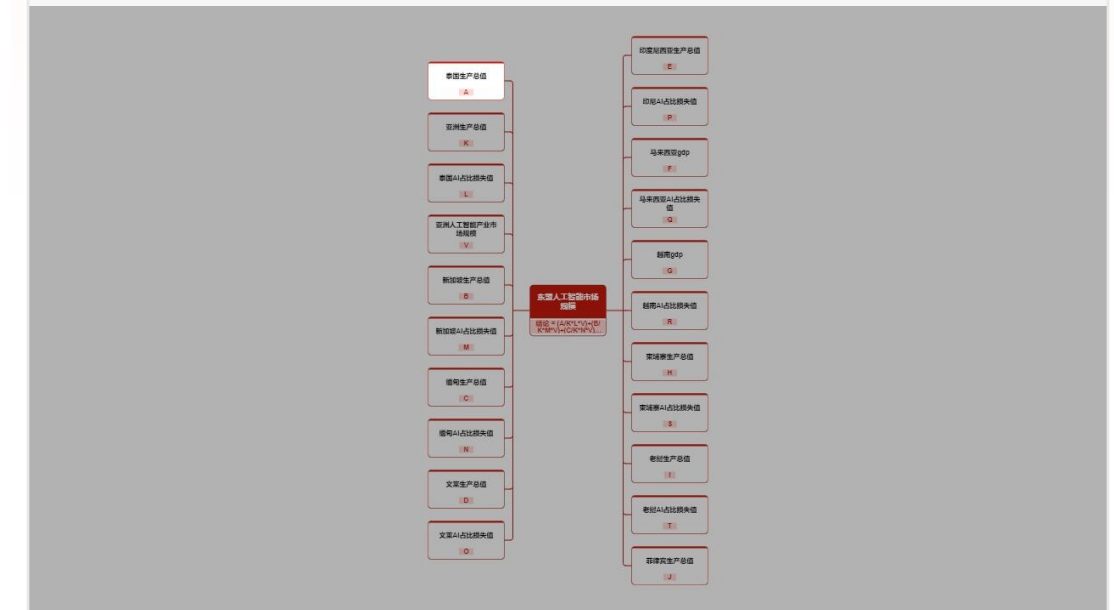 泰国生产总值
A
亚洲生产总值
K
泰国AI占比损失值
L
亚洲人工智能产业市
场规模
V
新加坡生产总值
B
新加坡AI占比损失值
M
缅甸生产总值
C
缅甸AI占比损失值
N
文莱生产总值
D
文莱AI占比损失值
O
东盟人工智能市场
规模
结论 = (A/K*L*V)+(B/
K*M*V)+(C/K*N*V)...
印度尼西亚生产总值
E
印尼AI占比损失值
P
马来西亚gdp
F
马来西亚AI占比损失
值
Q
越南gdp
G
越南AI占比损失值
R
柬埔寨生产总值
H
柬埔寨AI占比损失值
S
老挝生产总值
I
老挝AI占比损失值
T
菲律宾生产总值
J